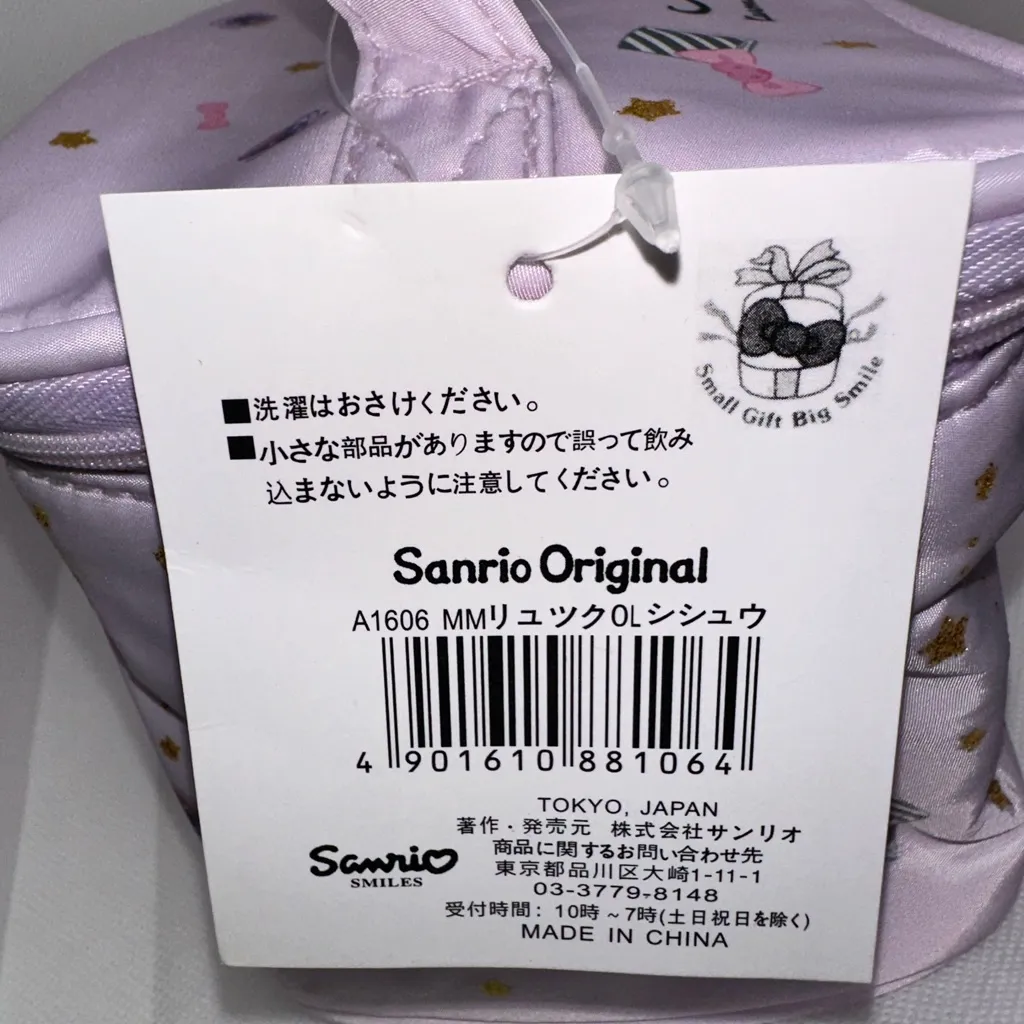 Small Gift Big Smile
■洗濯はおさけください。
■小さな部品がありますので誤って飲み
込まないように注意してください。
Sanrio Original
A1606 MMリュツクOLシシュウ
4 901610 881064
TOKYO, JAPAN
著作・発売元 株式会社サンリオ
商品に関するお問い合わせ先
東京都品川区大崎1-11-1
03-3779-8148
受付時間: 10時~7時(土日祝日を除く)
MADE IN CHINA
Sanrio
SMILES